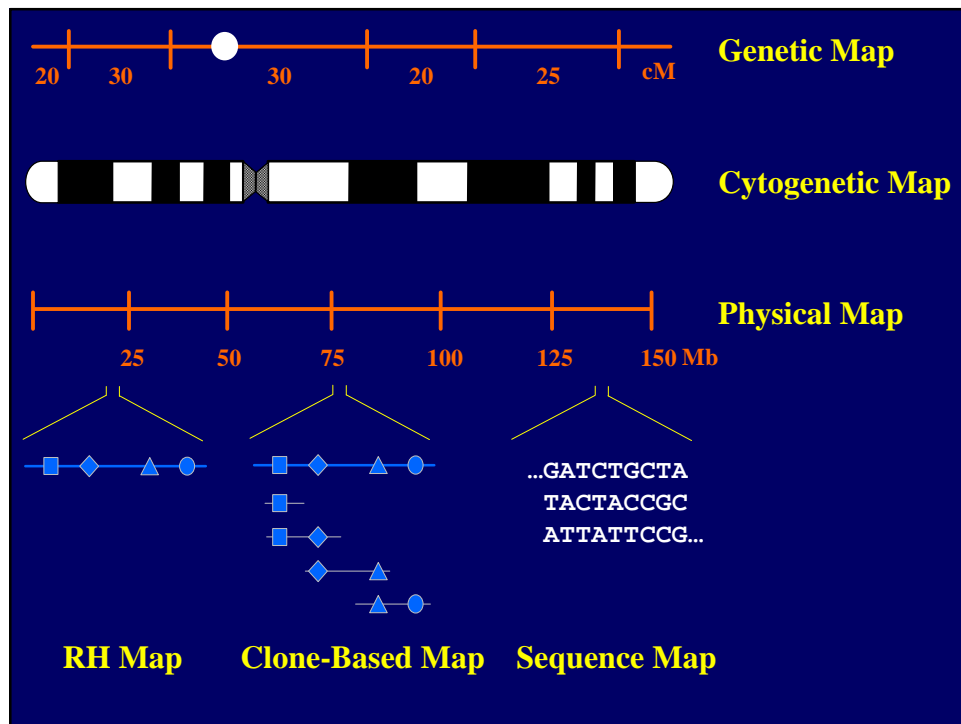 Genetic Map
20 30 30 20 25 cM
Cytogenetic Map
Physical Map
25 50 75 100 125 150 Mb
...GATCTGCTA
TACTACCGC
ATTATTCCG...
RH Map Clone-Based Map Sequence Map